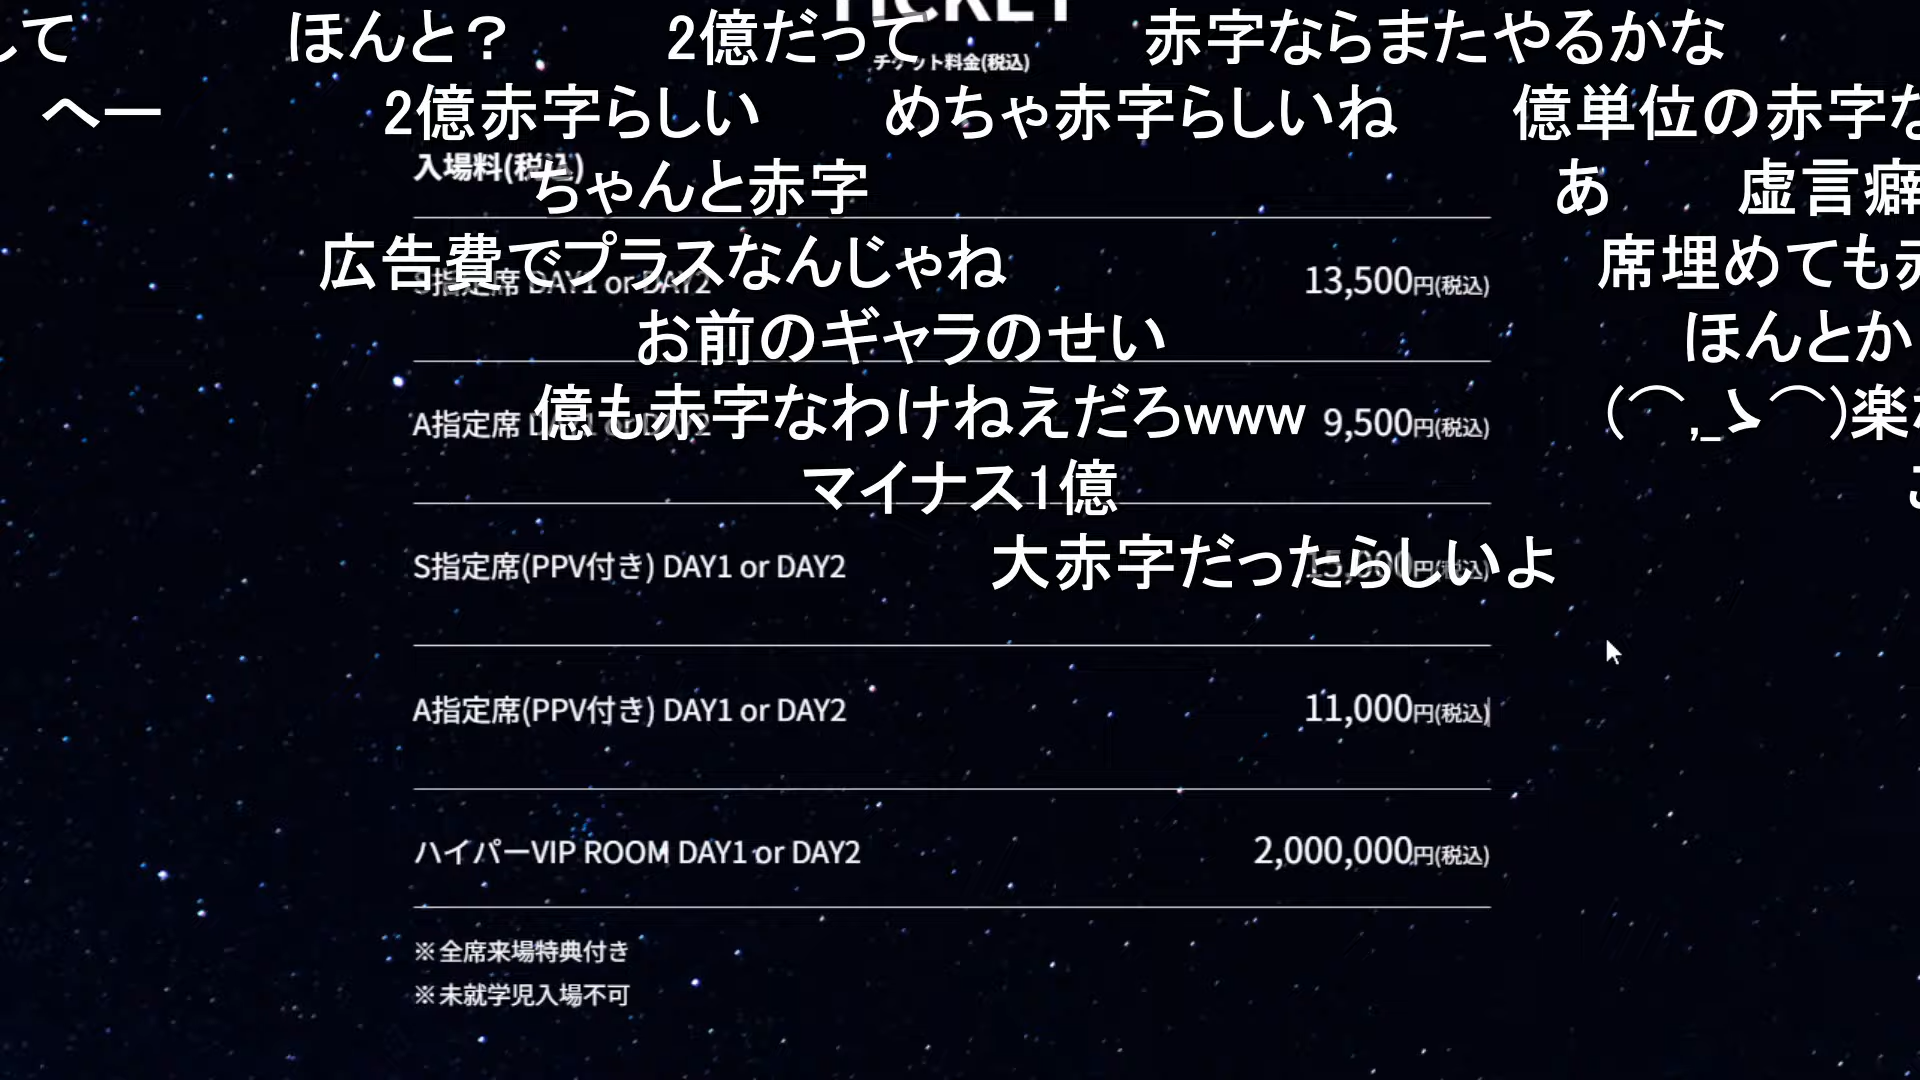 TICKET
して ほんと？ 2億だって 赤字ならまたやるかな
チケット料金(税込)
へー 2億赤字らしい めちゃ赤字らしいね 億単位の赤字な
入場料(税込)
ちゃんと赤字 あ 虚言癖
広告費でプラスなんじゃね 席埋めても赤
S指定席 DAY1 or DAY2 13,500円(税込)
お前のギャラのせい ほんとか
億も赤字なわけねえだろwww (⌒,_ゝ⌒)楽
A指定席 DAY1 or DAY2 9,500円(税込)
マイナス1億
大赤字だったらしいよ
S指定席(PPV付き) DAY1 or DAY2 15,000円(税込)
A指定席(PPV付き) DAY1 or DAY2 11,000円(税込)
ハイパーVIP ROOM DAY1 or DAY2 2,000,000円(税込)
※全席来場特典付き
※未就学児入場不可